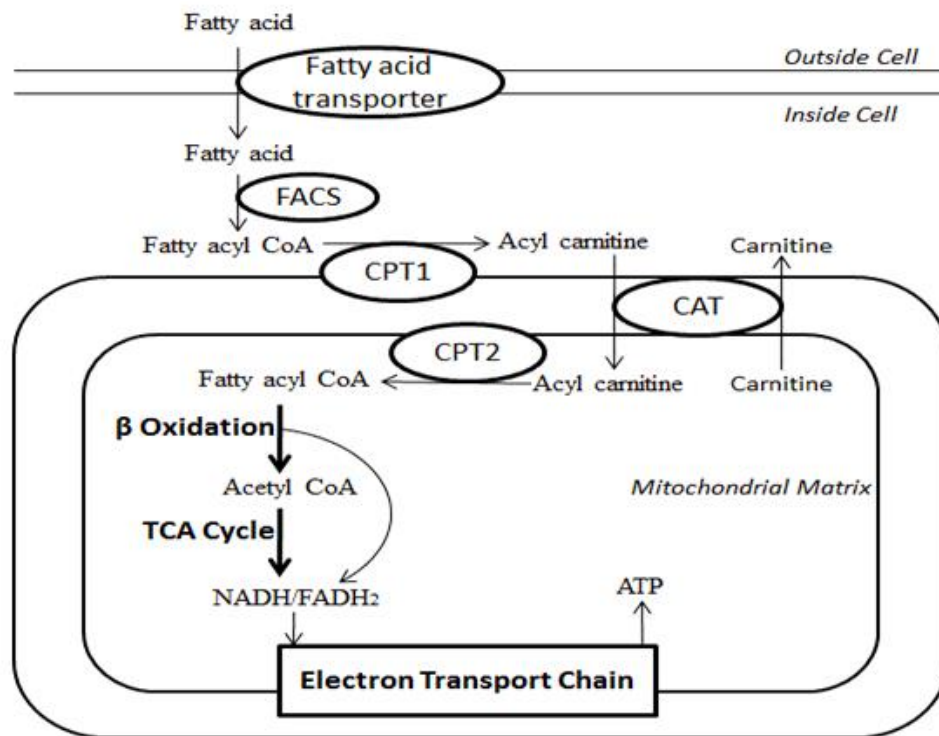 Fatty acid
Outside Cell
Fatty acid
transporter
Inside Cell
Fatty acid
FACS
Fatty acyl CoA
Acyl carnitine
Carnitine
CPT1
CAT
CPT2
Fatty acyl CoA
Acyl carnitine
Carnitine
β Oxidation
Acetyl CoA
Mitochondrial Matrix
TCA Cycle
NADH/FADH₂
ATP
Electron Transport Chain